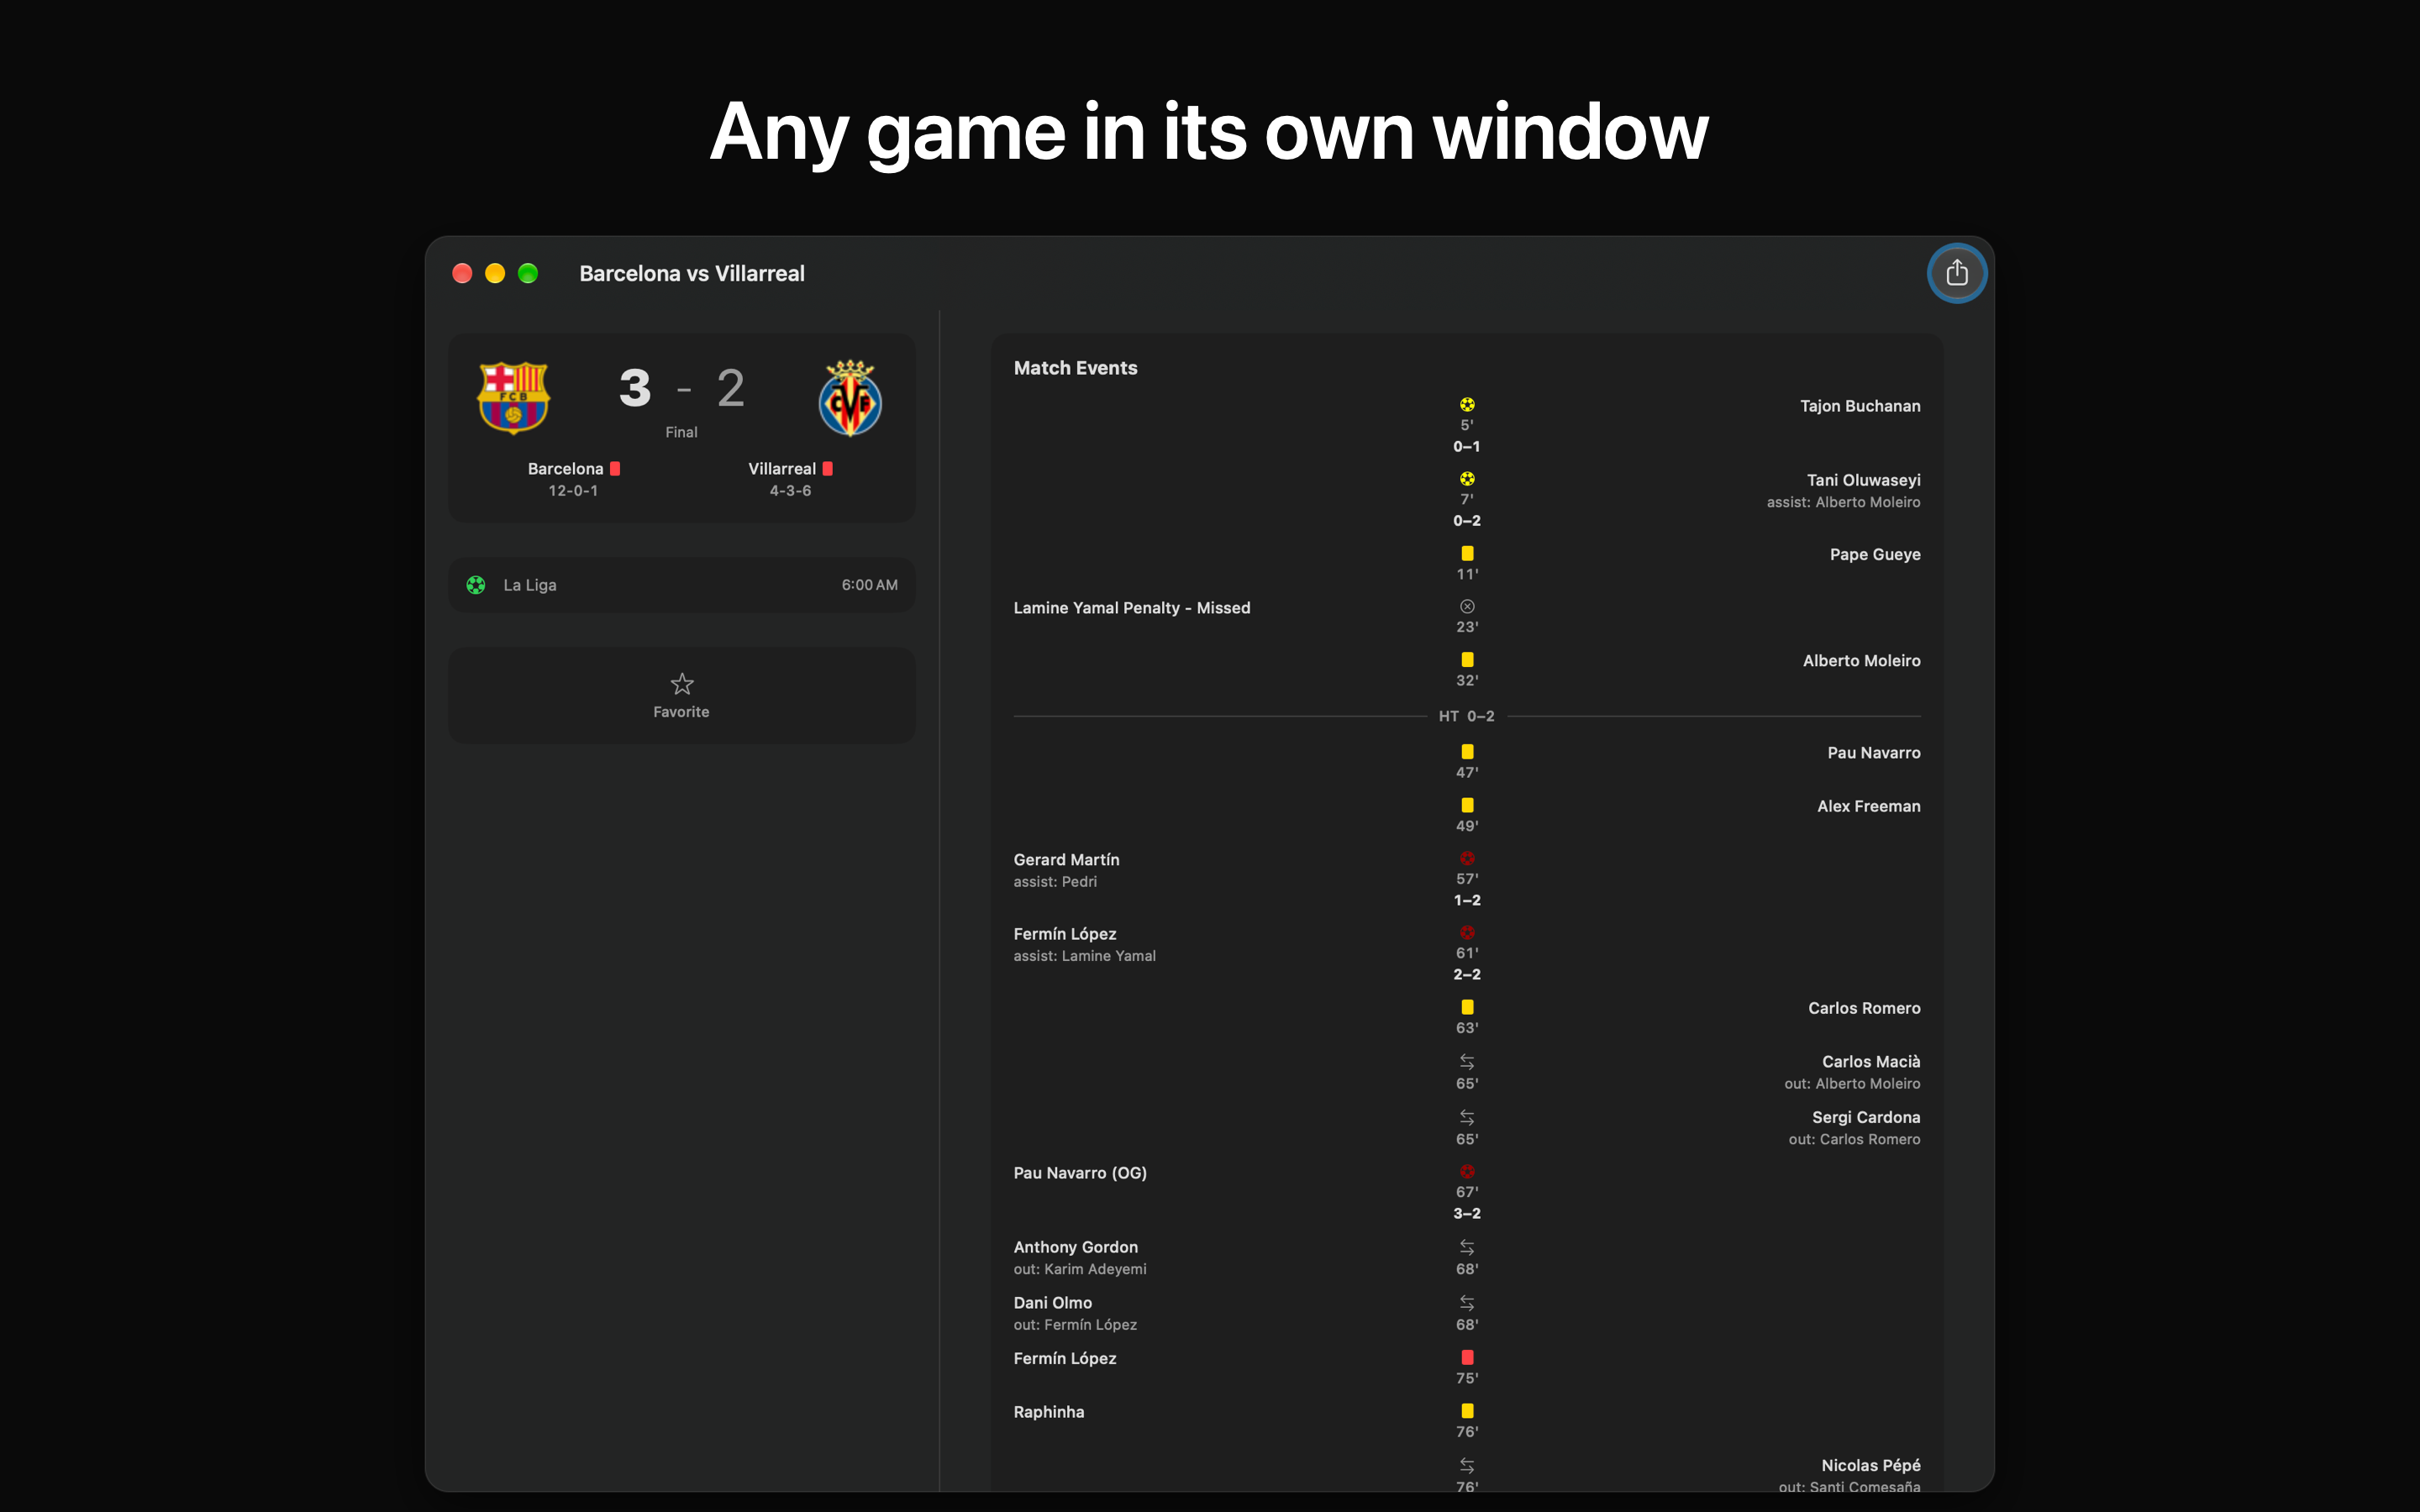 Any game in its own window
Barcelona vs Villarreal
FCB
3 - 2
CVF
Final
Barcelona
12-0-1
Villarreal
4-3-6
La Liga
6:00 AM
Favorite
Match Events
Tajon Buchanan
5'
0–1
Tani Oluwaseyi
7'
assist: Alberto Moleiro
0–2
Pape Gueye
11'
Lamine Yamal Penalty - Missed
23'
Alberto Moleiro
32'
HT 0–2
Pau Navarro
47'
Alex Freeman
49'
Gerard Martín
assist: Pedri
57'
1–2
Fermín López
assist: Lamine Yamal
61'
2–2
Carlos Romero
63'
Carlos Macià
65'
out: Alberto Moleiro
Sergi Cardona
65'
out: Carlos Romero
Pau Navarro (OG)
67'
3–2
Anthony Gordon
out: Karim Adeyemi
68'
Dani Olmo
out: Fermín López
68'
Fermín López
75'
Raphinha
76'
Nicolas Pépé
76'
out: Santi Comesaña